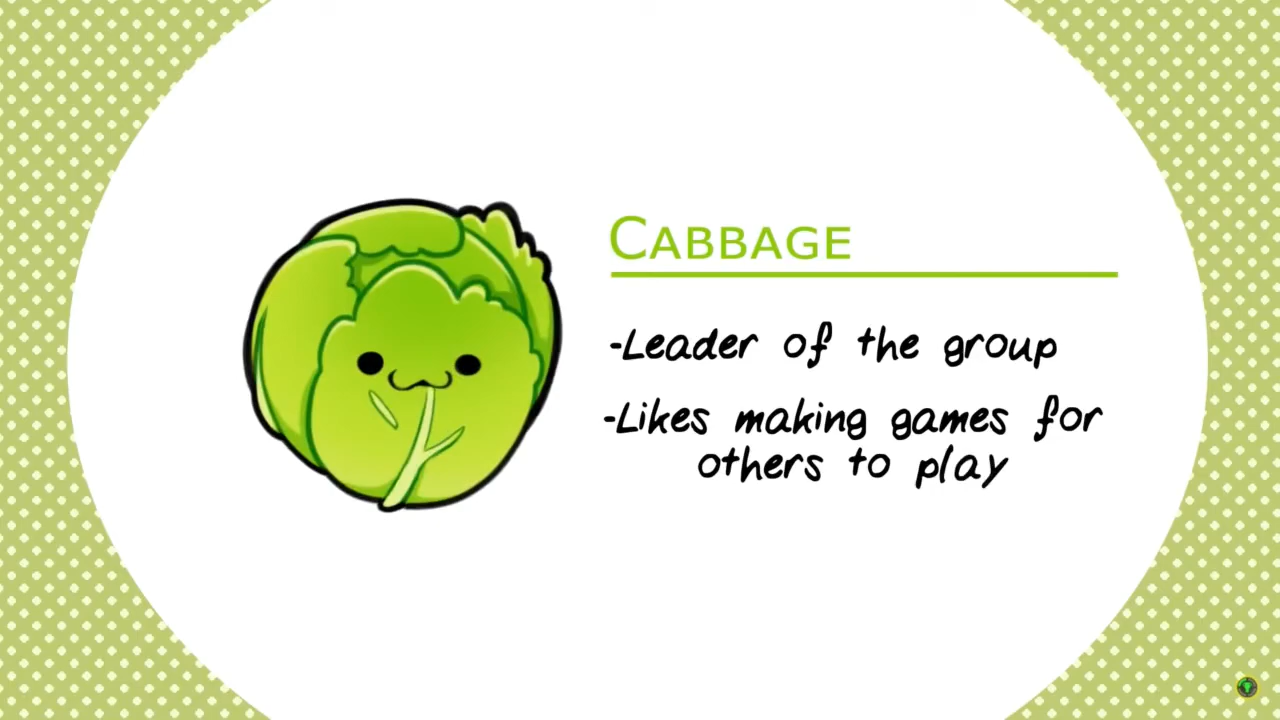 CABBAGE
-Leader of the group
-Likes making games for
others to play